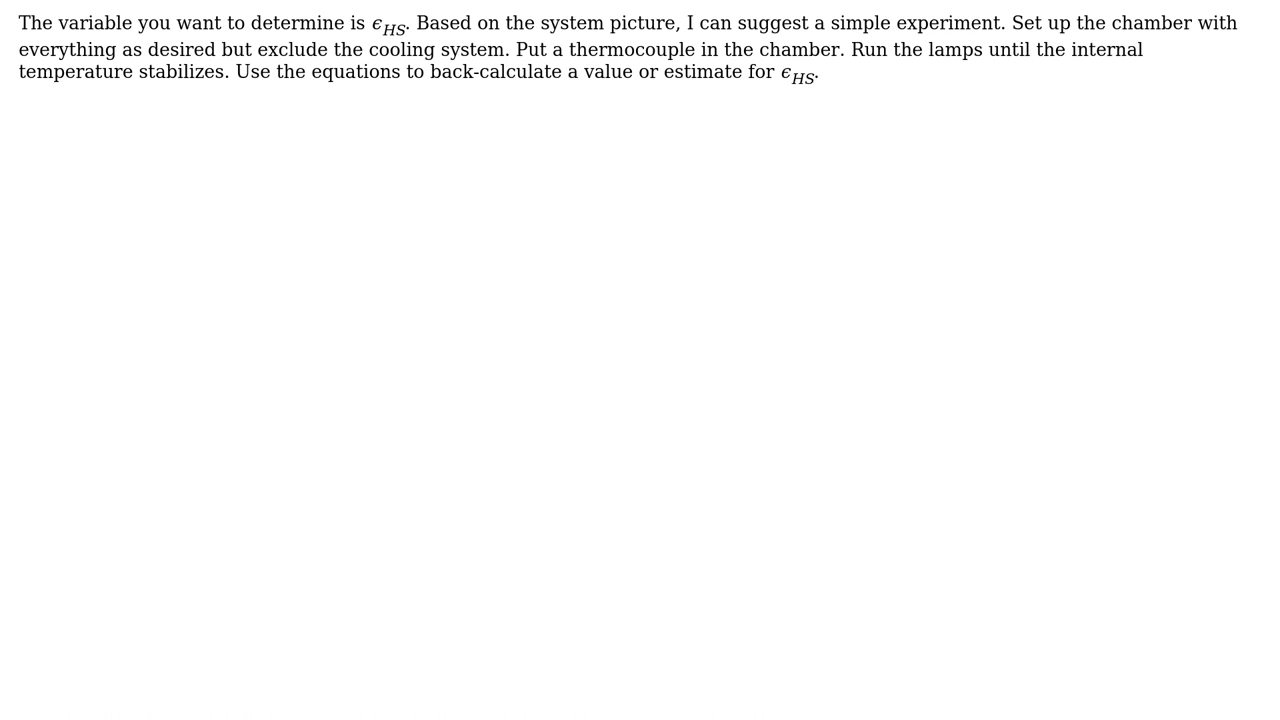 The variable you want to determine is ϵHS. Based on the system picture, I can suggest a simple experiment. Set up the chamber with
everything as desired but exclude the cooling system. Put a thermocouple in the chamber. Run the lamps until the internal
temperature stabilizes. Use the equations to back-calculate a value or estimate for ϵHS.